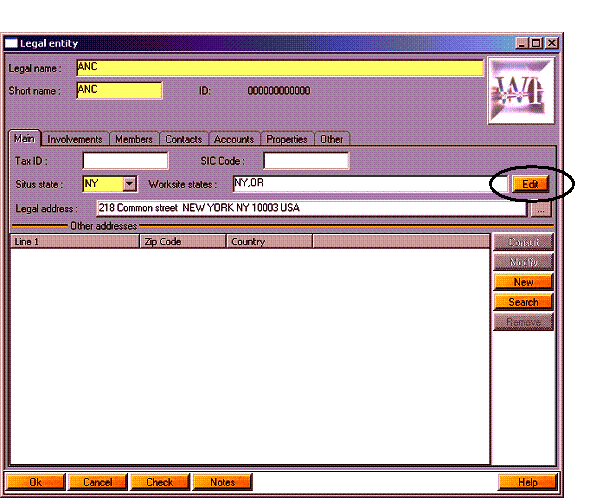 Legal entity
Legal name : ANC
Short name : ANC ID: 000000000000
WI
Main Involvements Members Contacts Accounts Properties Other
Tax ID : SIC Code :
Situs state : NY Worksite states : NY,OR Edit
Legal address : 218 Common street NEW YORK NY 10003 USA ...
Other addresses
Line 1 Zip Code Country
Consult
Modify
New
Search
Remove
Ok Cancel Check Notes Help